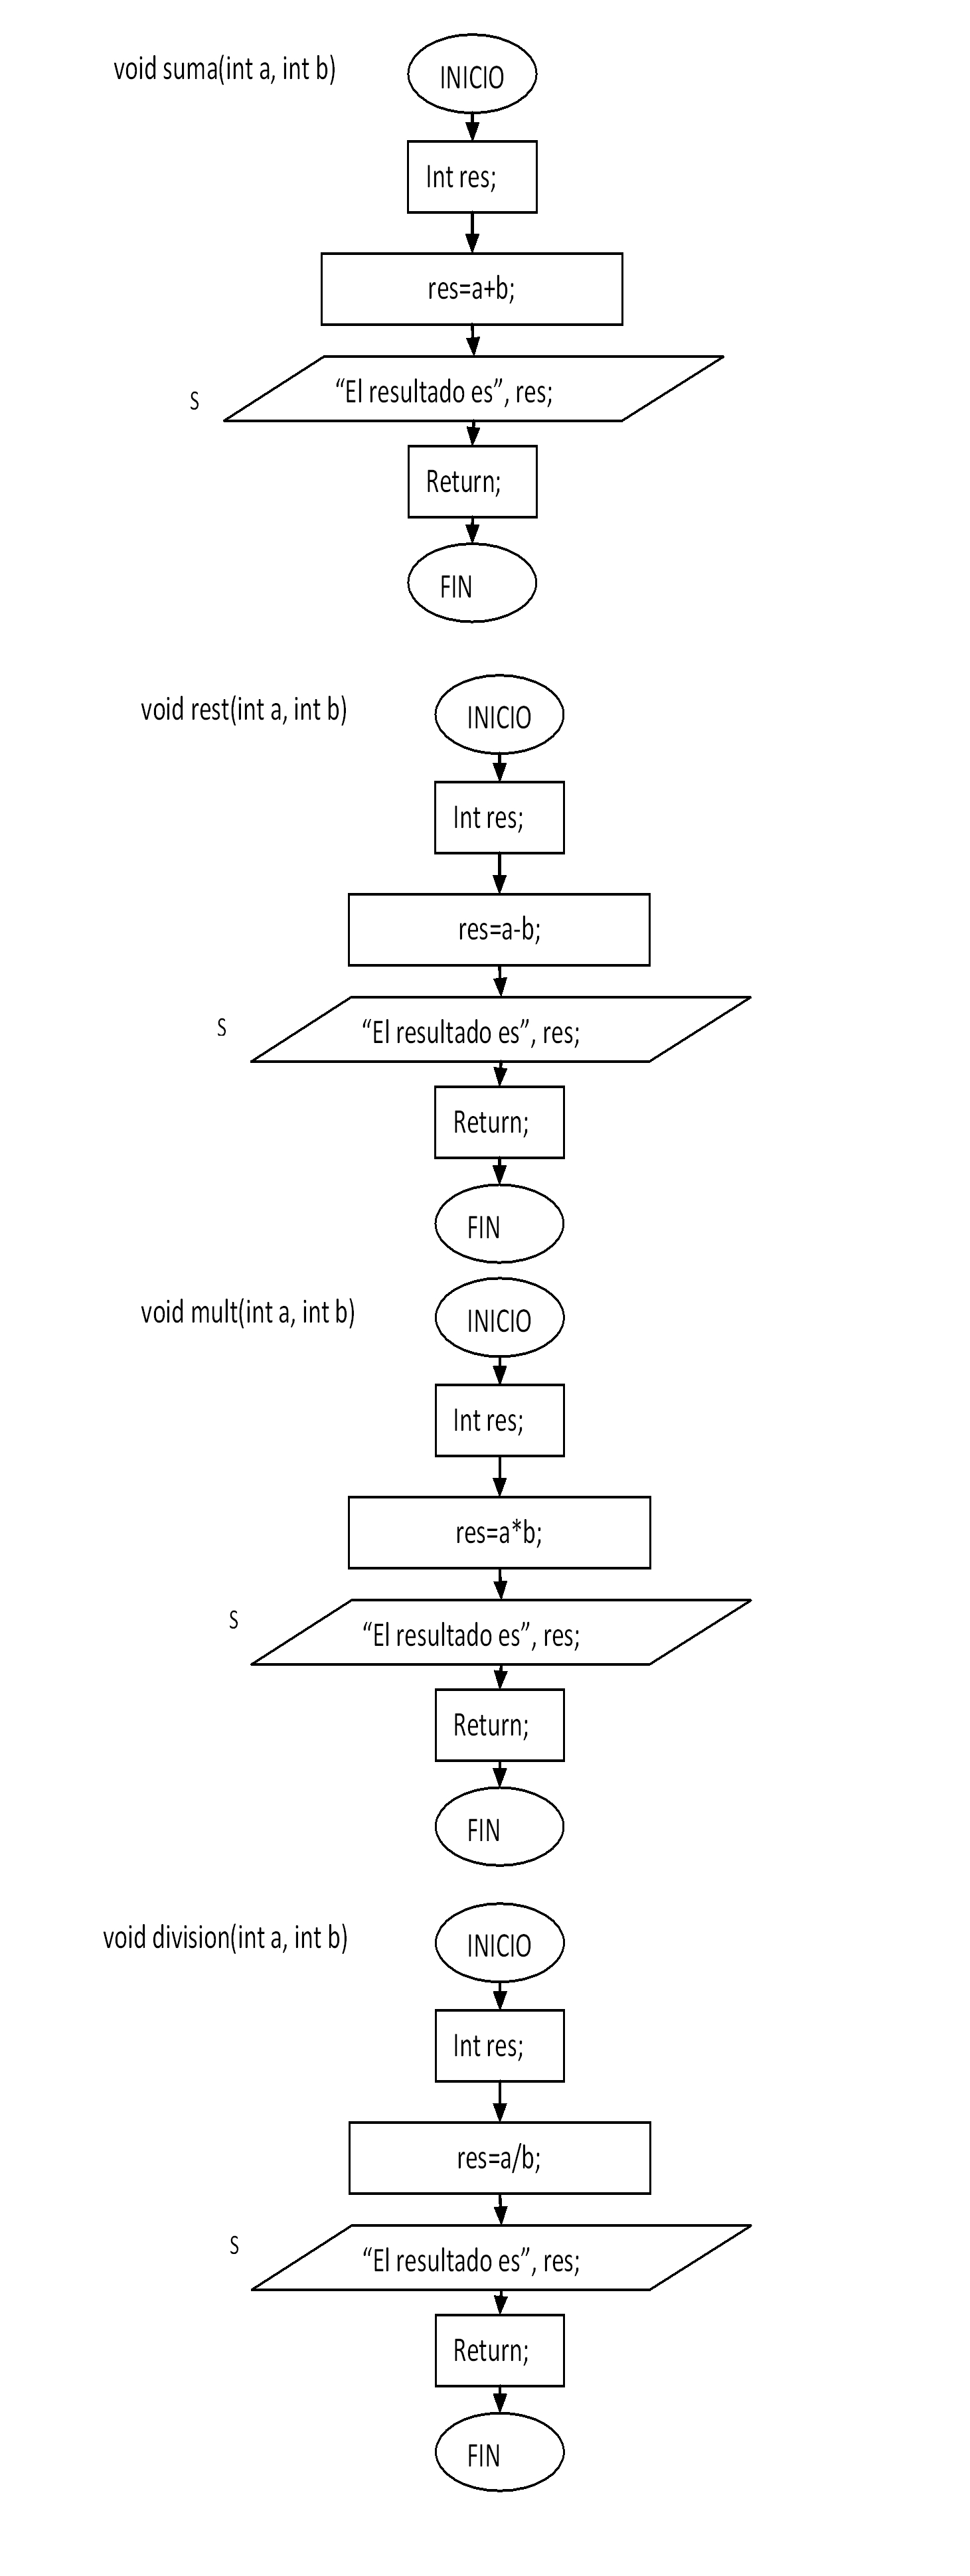 void suma(int a, int b)
INICIO
Int res;
res=a+b;
“El resultado es”, res;
S
Return;
FIN
void rest(int a, int b)
INICIO
Int res;
res=a-b;
“El resultado es”, res;
S
Return;
FIN
void mult(int a, int b)
INICIO
Int res;
res=a*b;
“El resultado es”, res;
S
Return;
FIN
void division(int a, int b)
INICIO
Int res;
res=a/b;
“El resultado es”, res;
S
Return;
FIN